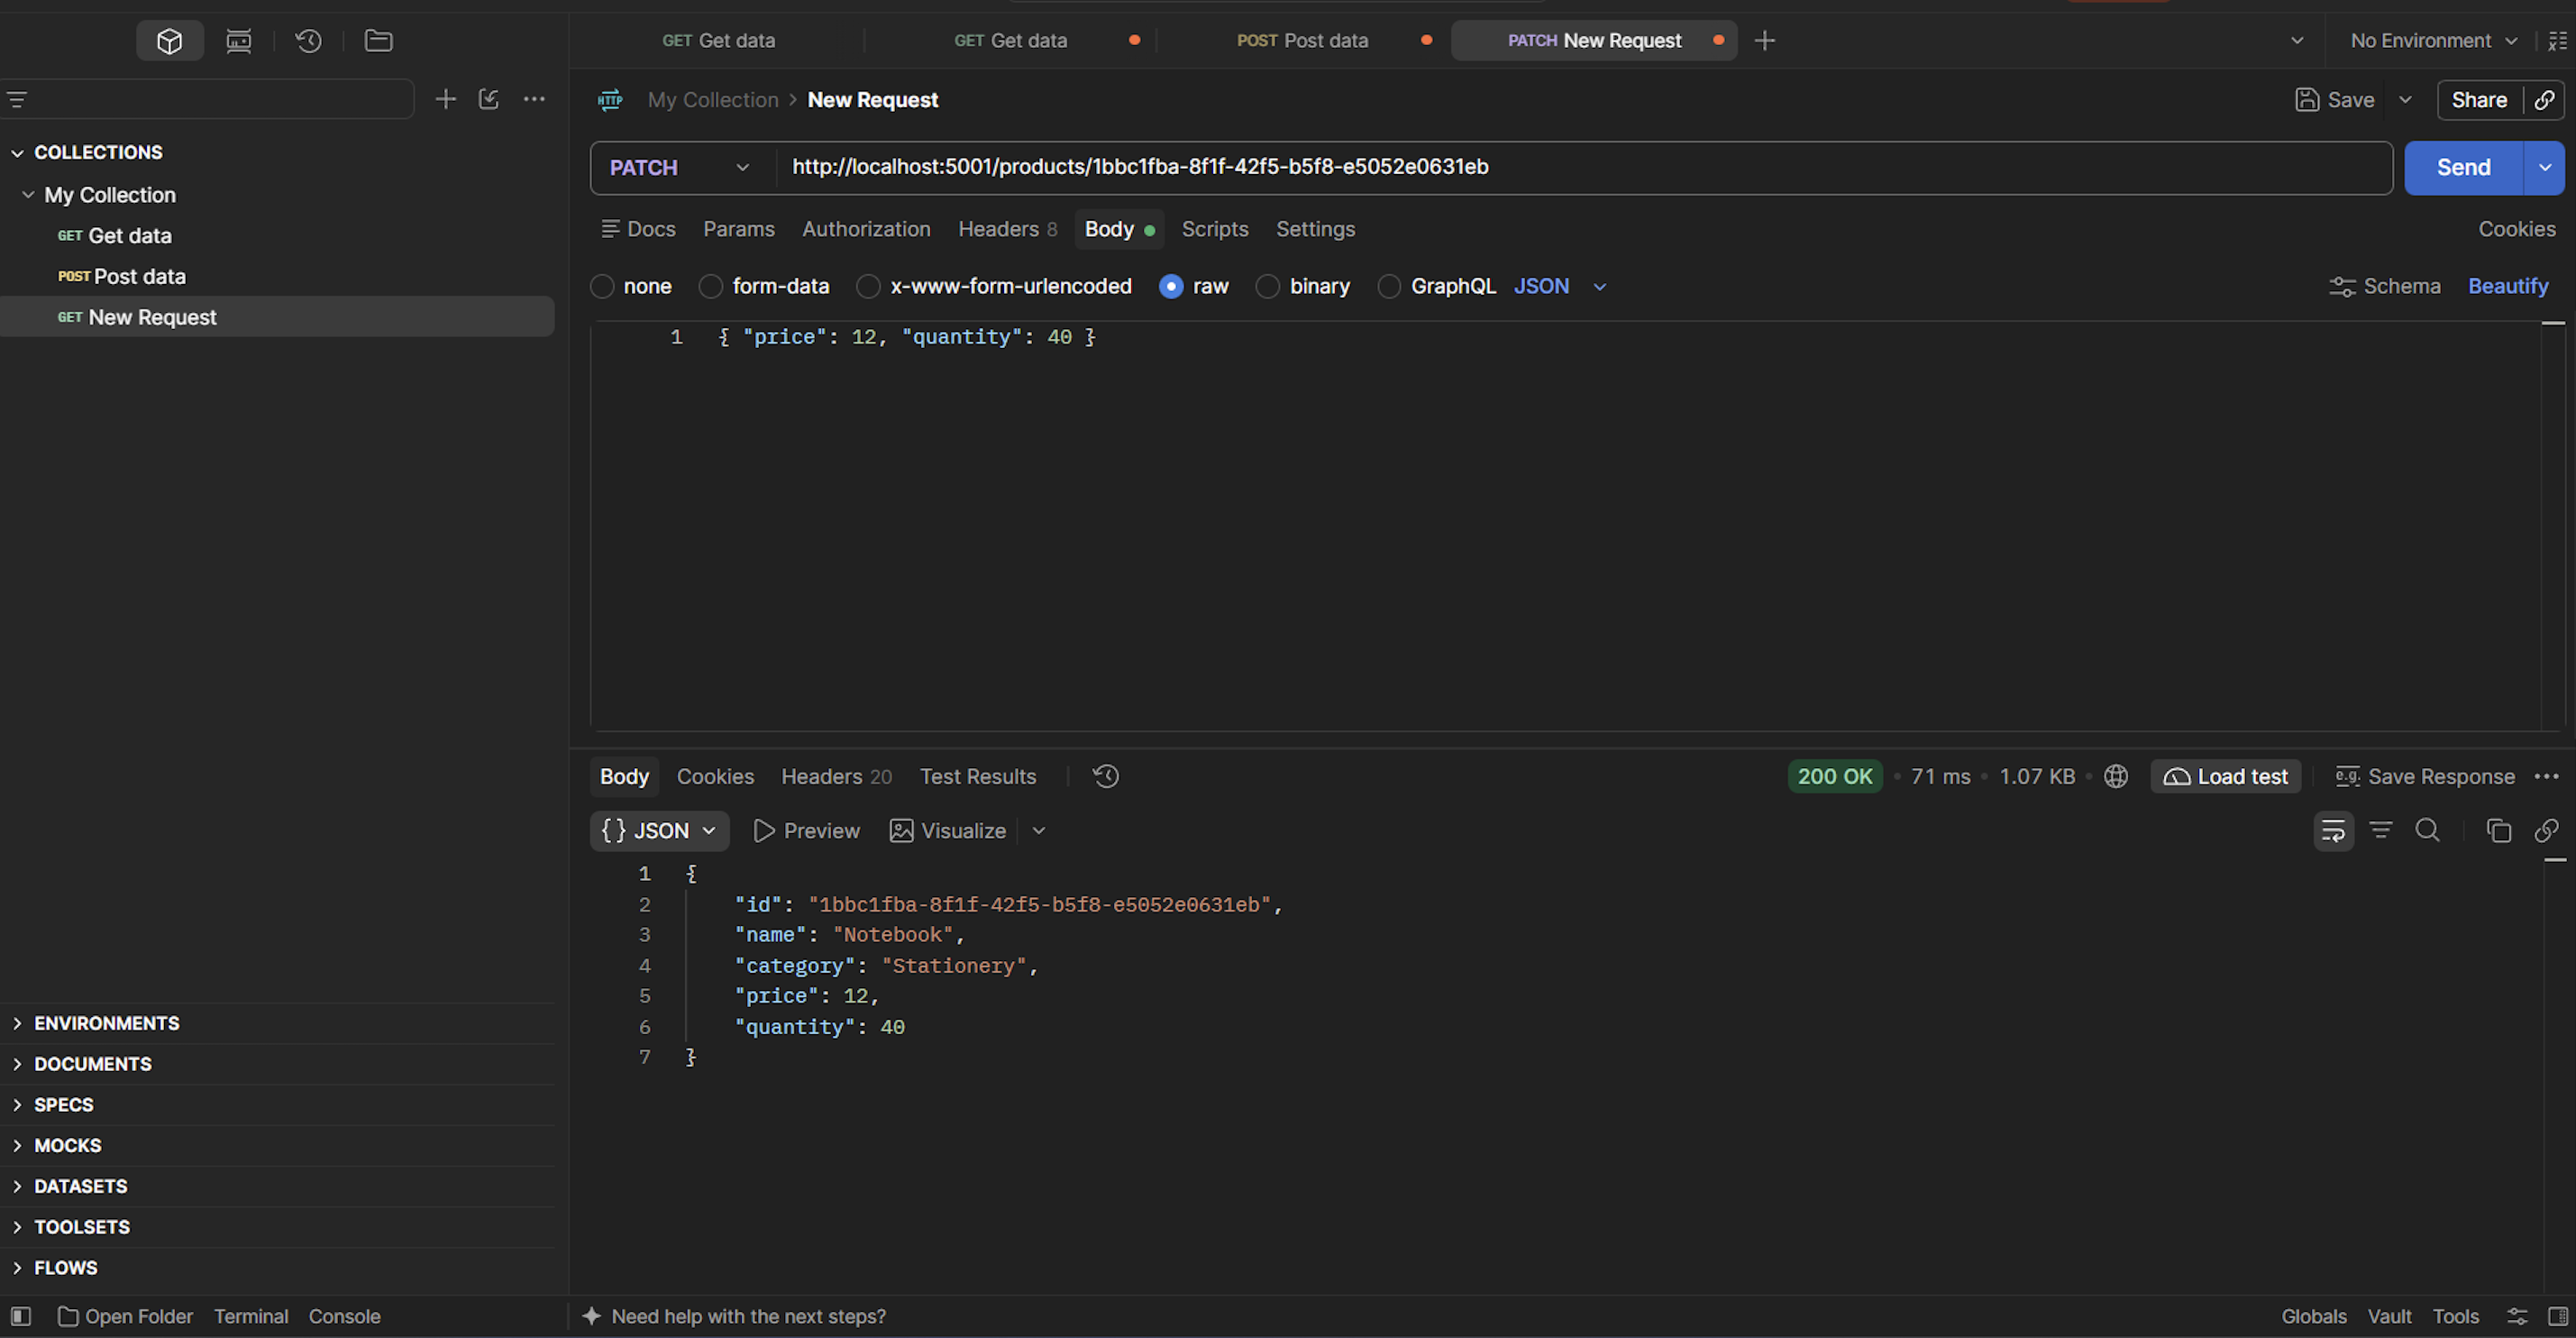 GET Get data
GET Get data
POST Post data
PATCH New Request
No Environment
HTTP My Collection > New Request
Save
Share
COLLECTIONS
My Collection
GET Get data
POST Post data
GET New Request
PATCH
http://localhost:5001/products/1bbc1fba-8f1f-42f5-b5f8-e5052e0631eb
Send
Docs Params Authorization Headers 8 Body Scripts Settings
Cookies
none form-data x-www-form-urlencoded raw binary GraphQL JSON
Schema Beautify
1 { "price": 12, "quantity": 40 }
Body Cookies Headers 20 Test Results
200 OK • 71 ms • 1.07 KB • Load test
e.g. Save Response
{} JSON Preview Visualize
1 {
2 "id": "1bbc1fba-8f1f-42f5-b5f8-e5052e0631eb",
3 "name": "Notebook",
4 "category": "Stationery",
5 "price": 12,
6 "quantity": 40
7 }
ENVIRONMENTS
DOCUMENTS
SPECS
MOCKS
DATASETS
TOOLSETS
FLOWS
Open Folder Terminal Console
Need help with the next steps?
Globals Vault Tools